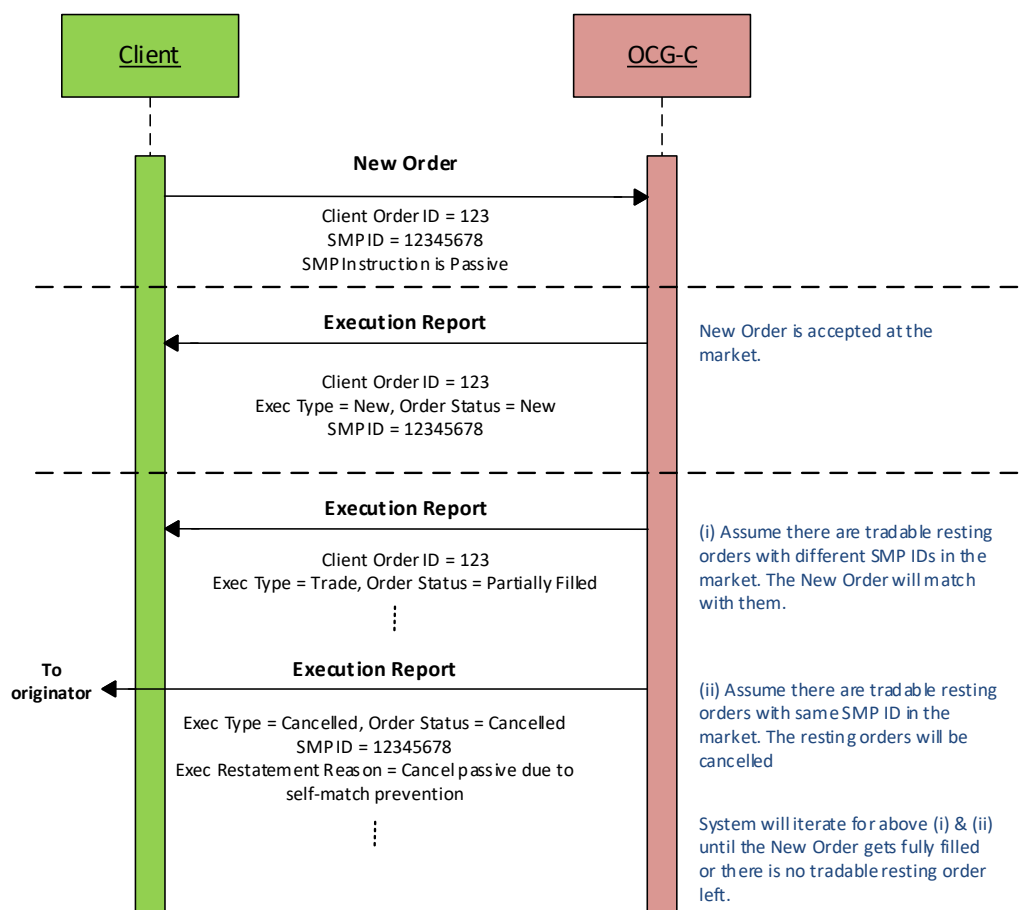 Client
OCG-C
New Order
Client Order ID = 123
SMP ID = 12345678
SMP Instruction is Passive
Execution Report
New Order is accepted at the
market.
Client Order ID = 123
Exec Type = New, Order Status = New
SMP ID = 12345678
Execution Report
(i) Assume there are tradable resting
orders with different SMP IDs in the
market. The New Order will match
with them.
Client Order ID = 123
Exec Type = Trade, Order Status = Partially Filled
To
originator
Execution Report
(ii) Assume there are tradable resting
orders with same SMP ID in the
market. The resting orders will be
cancelled
Exec Type = Cancelled, Order Status = Cancelled
SMP ID = 12345678
Exec Restatement Reason = Cancel passive due to
self-match prevention
System will iterate for above (i) & (ii)
until the New Order gets fully filled
or there is no tradable resting order
left.